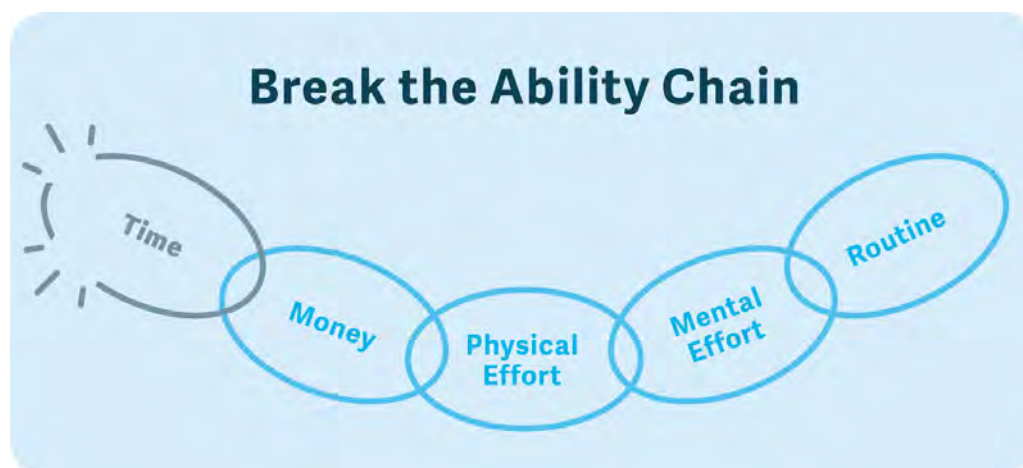 Break the Ability Chain
Time
Money
Physical
Effort
Mental
Effort
Routine